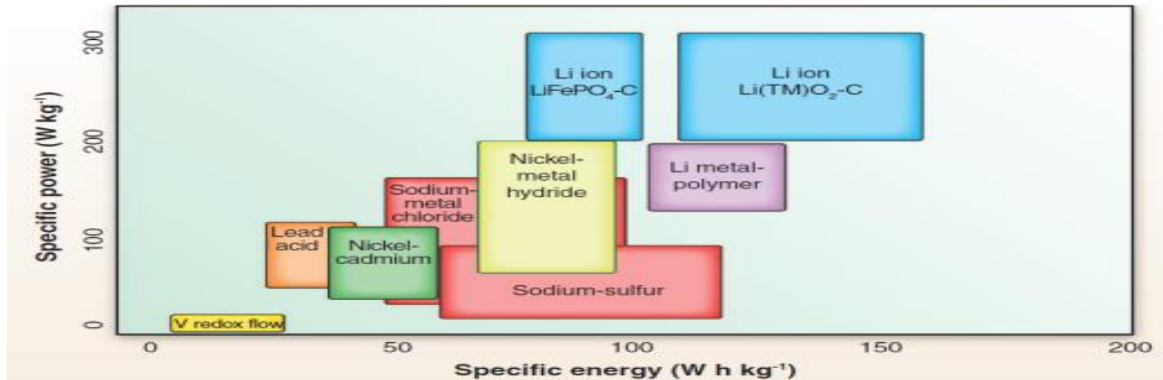 300
200
100
0
Specific power (W kg⁻¹)
Li ion
LiFePO₄-C
Li ion
Li(TM)O₂-C
Nickel-
metal
hydride
Li metal-
polymer
Sodium-
metal
chloride
Lead
acid
Nickel-
cadmium
Sodium-sulfur
V redox flow
0 50 100 150 200
Specific energy (W h kg⁻¹)